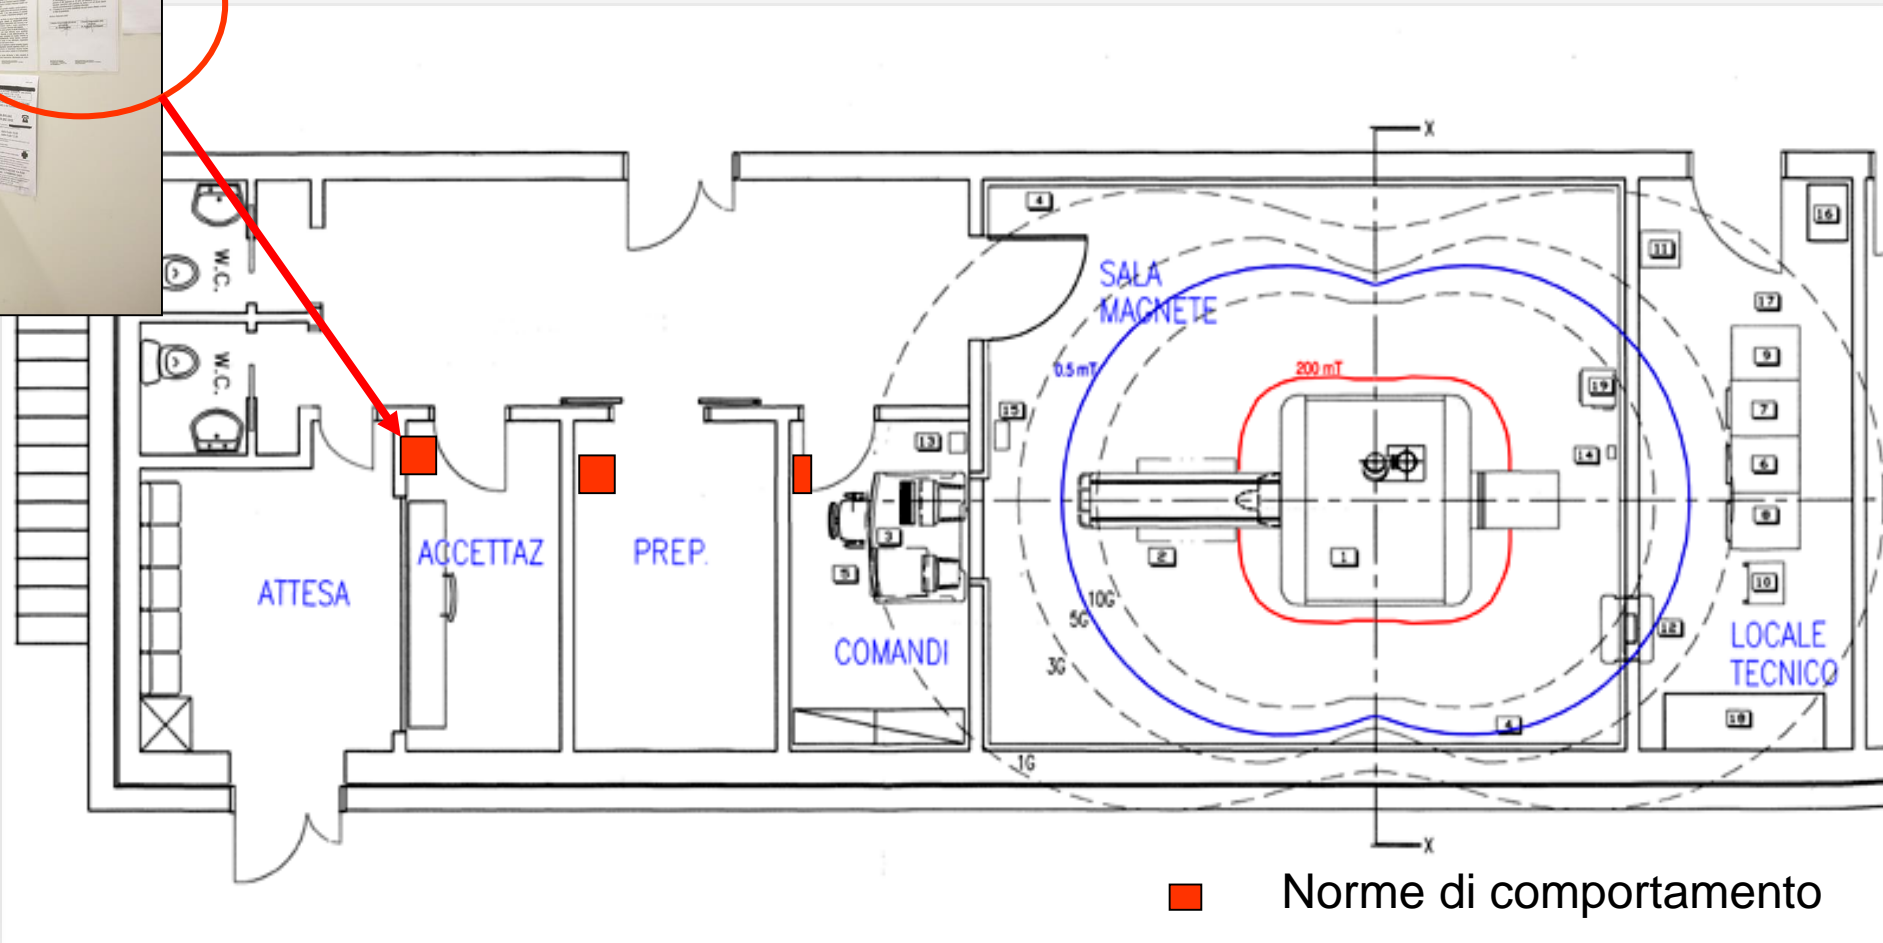 X
4
16
11
W.C.
SALA
MAGNETE
17
W.C.
0.5 mT
200 mT
9
19
15
7
13
14
6
8
3
ACCETTAZ
PREP.
2
1
5
10
ATTESA
10G
5G
12
COMANDI
3G
LOCALE
TECNICO
4
18
1G
X
Norme di comportamento